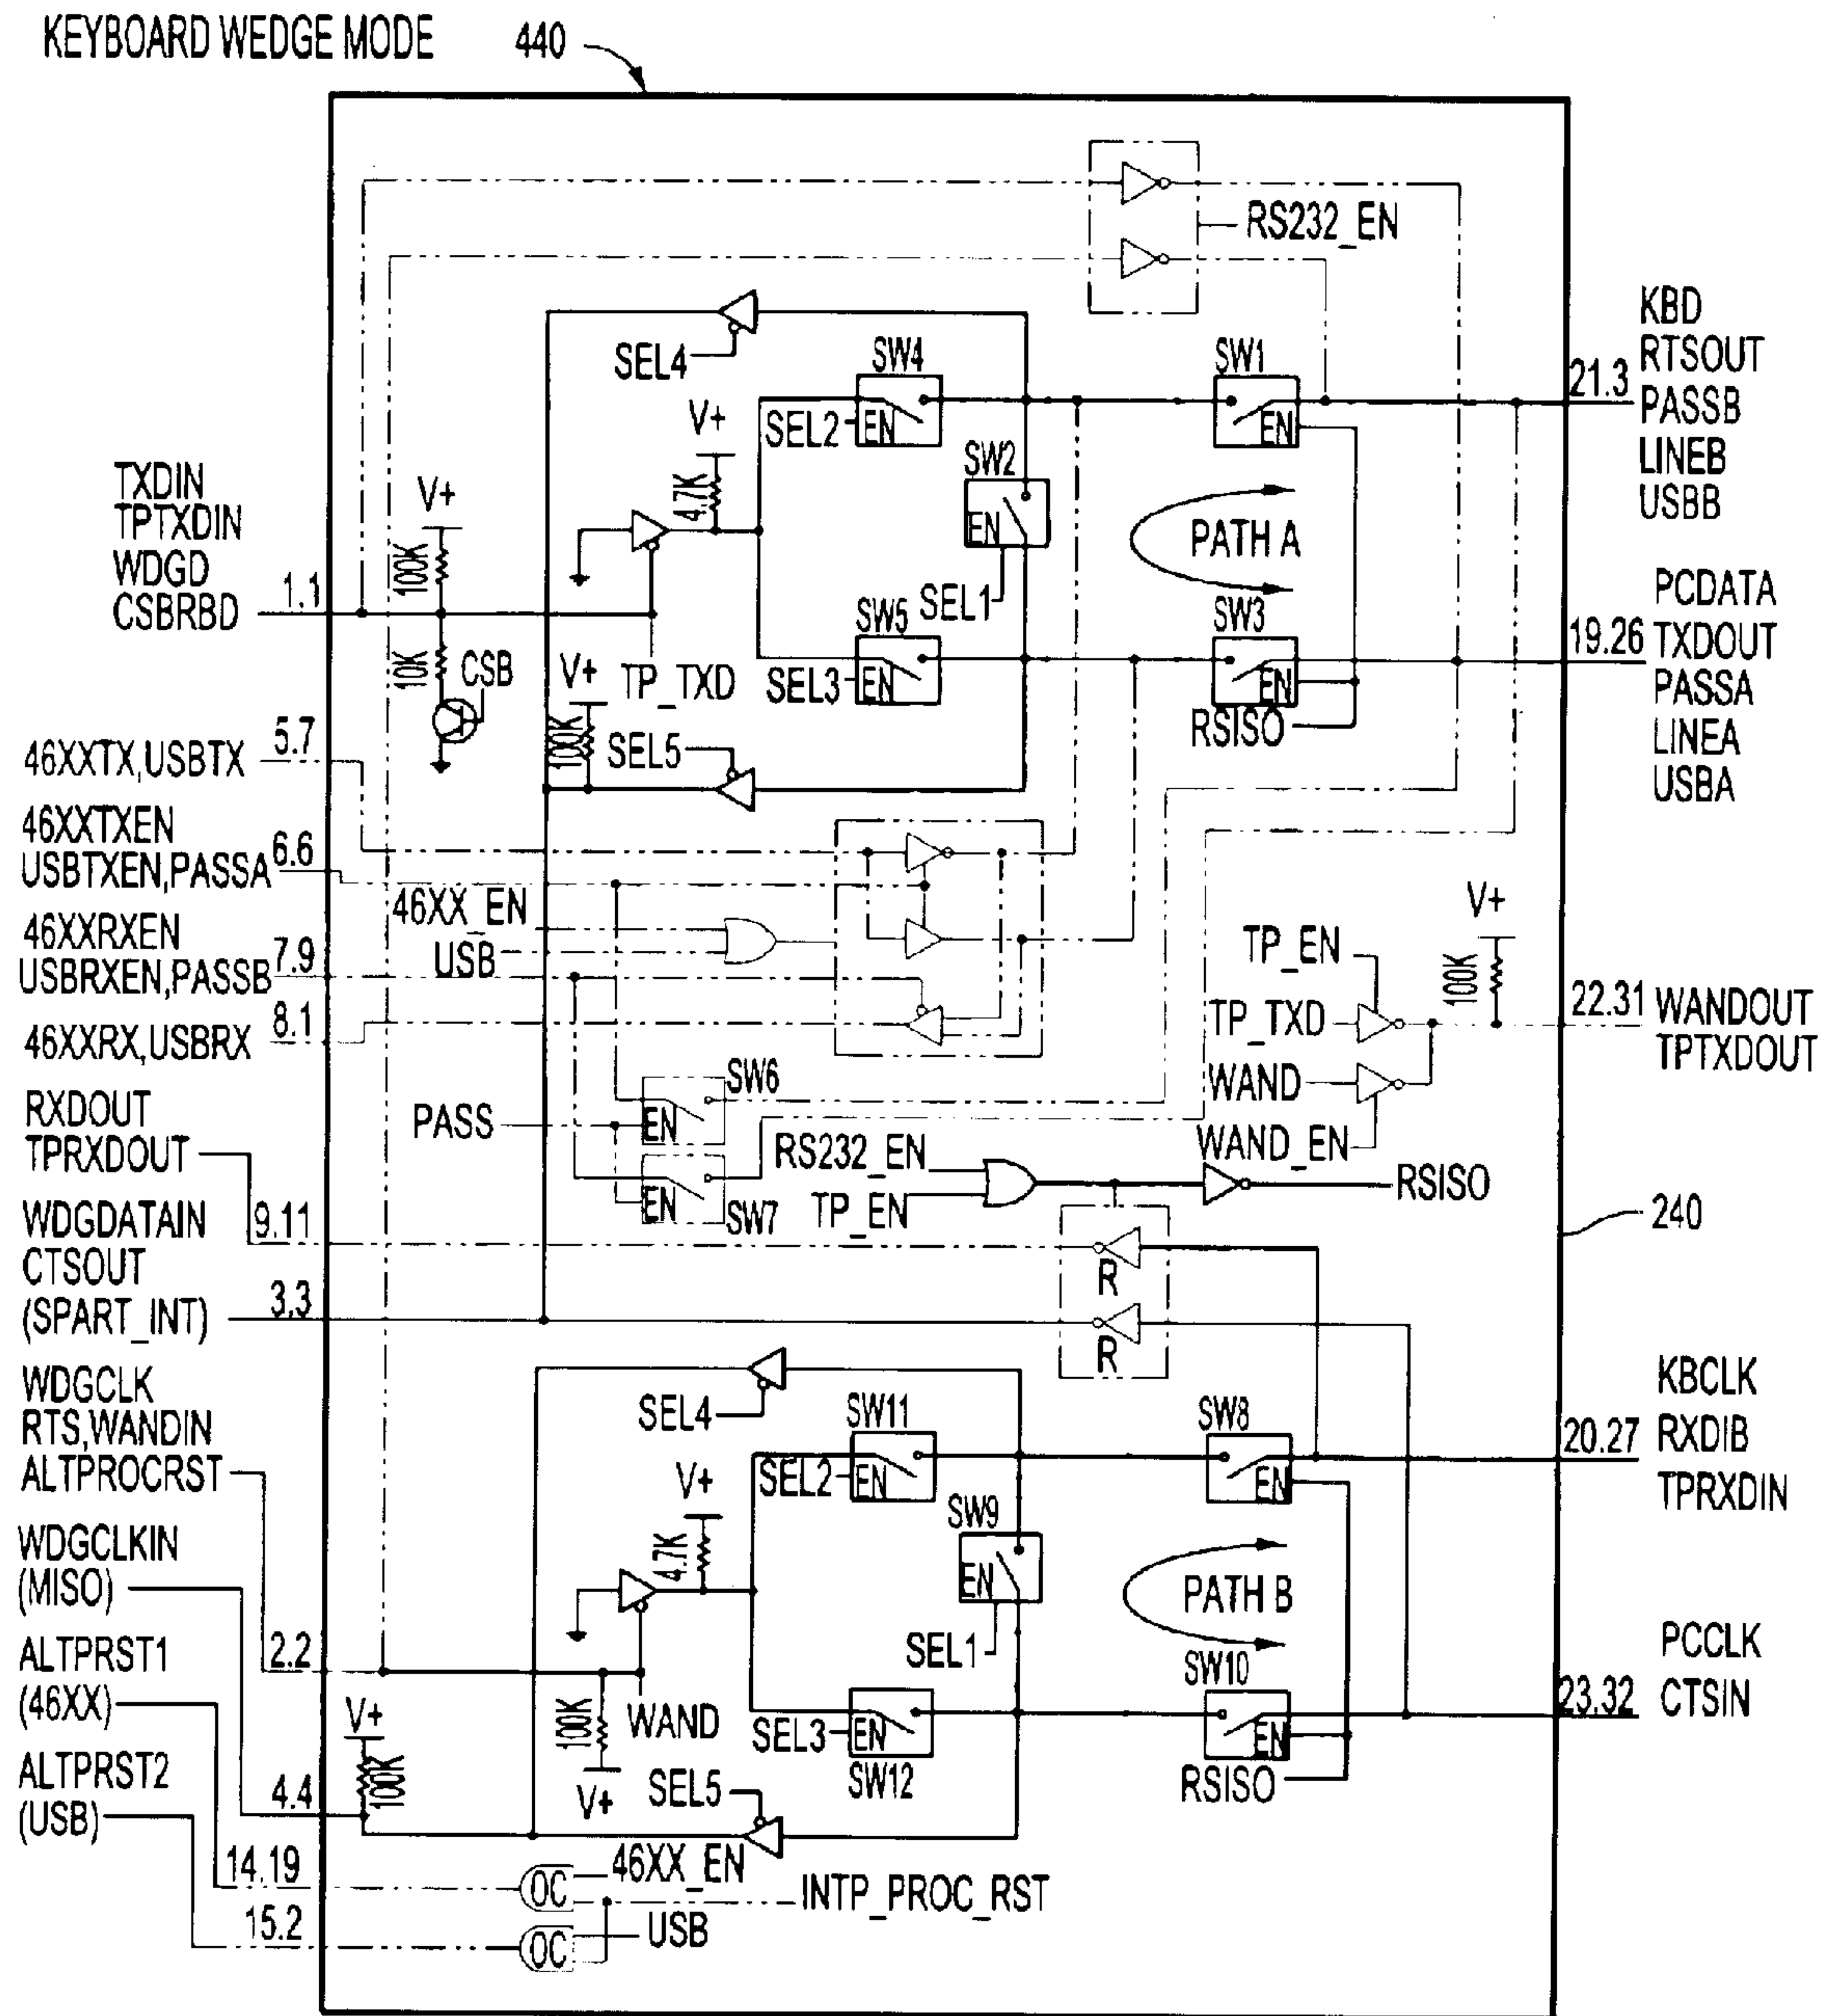 KEYBOARD WEDGE MODE
440
RS232_EN
KBD
RTSOUT
21.3
PASSB
LINEB
USBB
SEL4
SW4
SW1
SEL2
EN
EN
V+
4.7K
SW2
EN
SEL1
PATH A
TXDIN
TPTXDIN
WDGD
CSBRBD
1.1
V+
100K
10K
CSB
TP_TXD
SW5
SEL3
EN
SW3
EN
RSISO
PCDATA
19.26
TXDOUT
PASSA
LINEA
USBA
V+
100K
SEL5
46XXTX,USBTX
5.7
46XXTXEN
USBTXEN,PASSA
6.6
46XX_EN
USB
46XXRXEN
USBRXEN,PASSB
7.9
46XXRX,USBRX
8.1
V+
TP_EN
100K
TP_TXD
22.31
WANDOUT
TPTXDOUT
WAND
WAND_EN
SW6
PASS
EN
EN
SW7
RS232_EN
TP_EN
RSISO
240
RXDOUT
TPRXDOUT
9.11
R
R
WDGDATAIN
CTSOUT
(SPART_INT)
3.3
WDGCLK
RTS,WANDIN
ALTPROCRST
2.2
SEL4
SW11
SW8
SEL2
EN
EN
KBCLK
20.27
RXDIB
TPRXDIN
V+
4.7K
SW9
EN
SEL1
PATH B
WDGCLKIN
(MISO)
4.4
WAND
100K
V+
SEL3
EN
SW12
SW10
EN
RSISO
PCCLK
23.32
CTSIN
V+
100K
SEL5
ALTPRST1
(46XX)
14.19
ALTPRST2
(USB)
15.2
OC
46XX_EN
INTP_PROC_RST
OC
USB